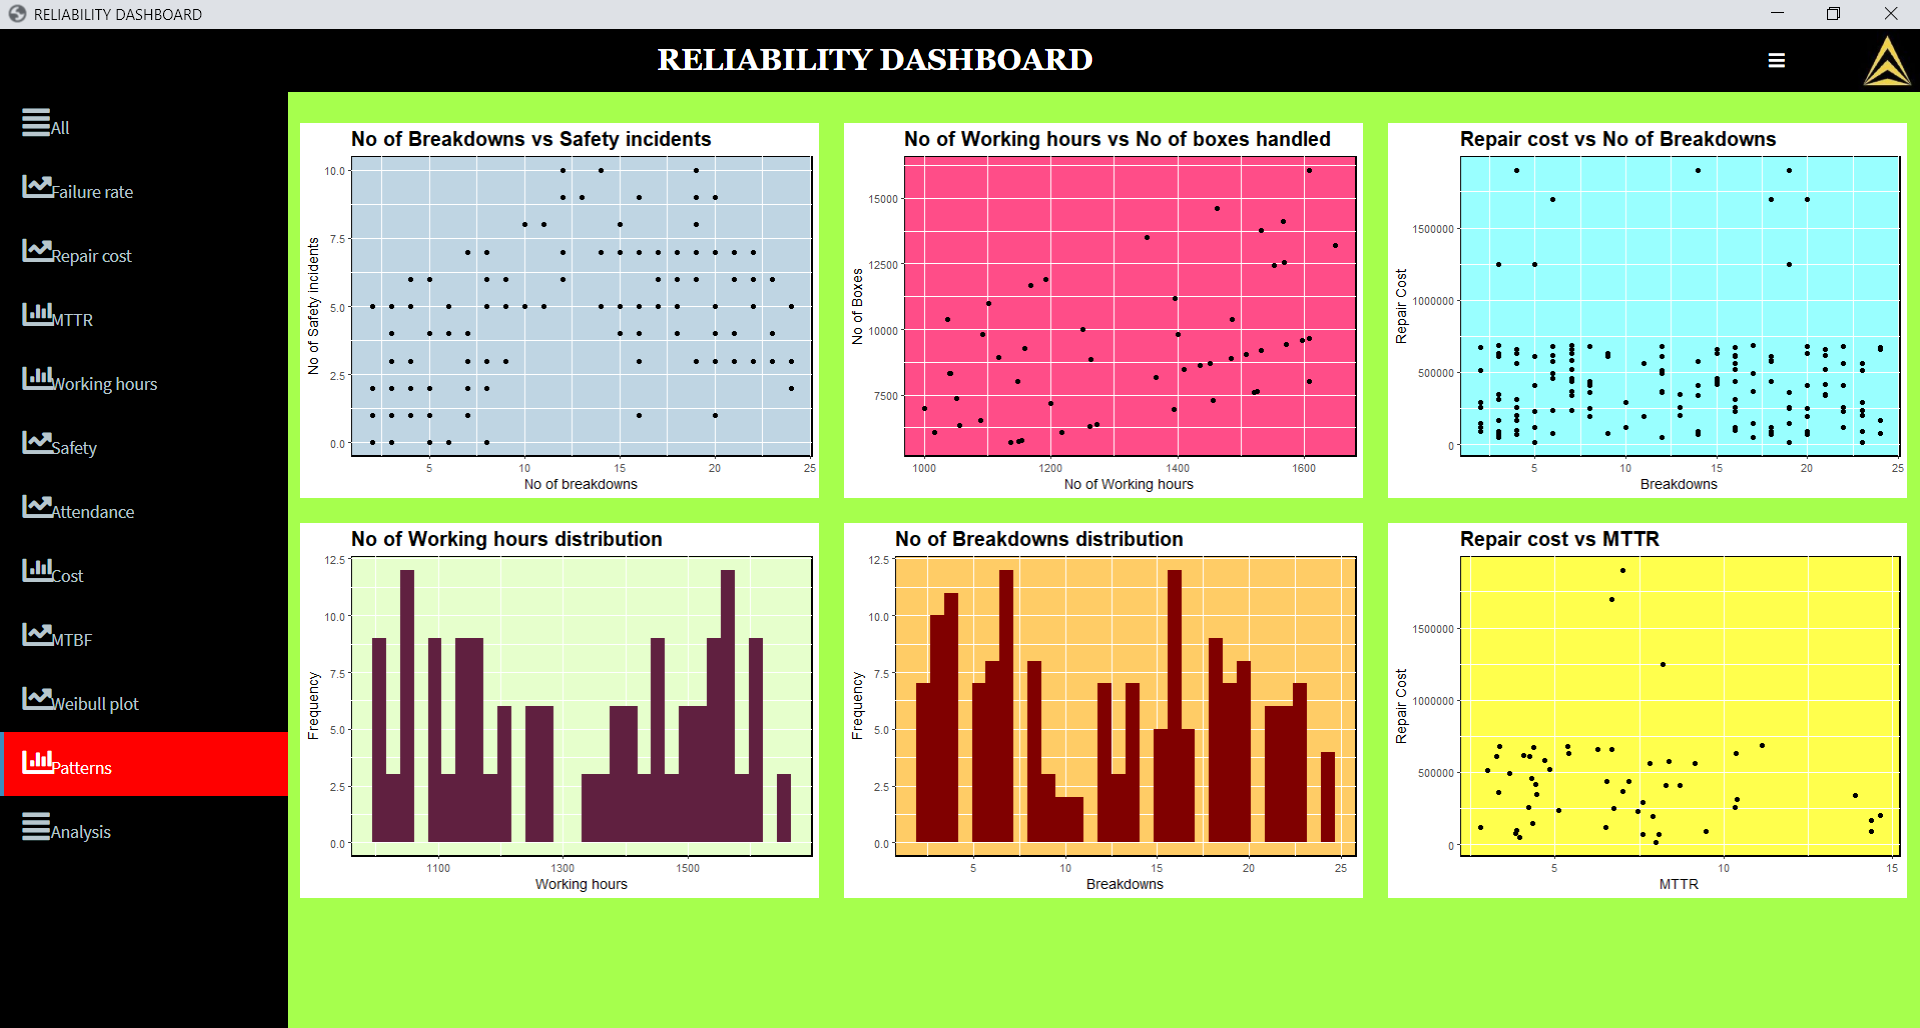 RELIABILITY DASHBOARD
RELIABILITY DASHBOARD
All
Failure rate
Repair cost
MTTR
Working hours
Safety
Attendance
Cost
MTBF
Weibull plot
Patterns
Analysis
No of Breakdowns vs Safety incidents
No of Safety incidents
10.0
7.5
5.0
2.5
0.0
5 10 15 20 25
No of breakdowns
No of Working hours vs No of boxes handled
No of Boxes
15000
12500
10000
7500
1000 1200 1400 1600
No of Working hours
Repair cost vs No of Breakdowns
Repair Cost
1500000
1000000
500000
0
5 10 15 20 25
Breakdowns
No of Working hours distribution
Frequency
12.5
10.0
7.5
5.0
2.5
0.0
1100 1300 1500
Working hours
No of Breakdowns distribution
Frequency
12.5
10.0
7.5
5.0
2.5
0.0
5 10 15 20 25
Breakdowns
Repair cost vs MTTR
Repair Cost
1500000
1000000
500000
0
5 10 15
MTTR